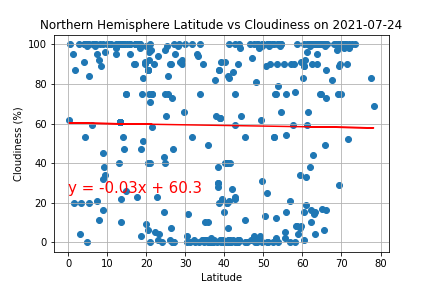 Northern Hemisphere Latitude vs Cloudiness on 2021-07-24
100
80
60
40
20
0
Cloudiness (%)
y = -0.03x + 60.3
0 10 20 30 40 50 60 70 80
Latitude